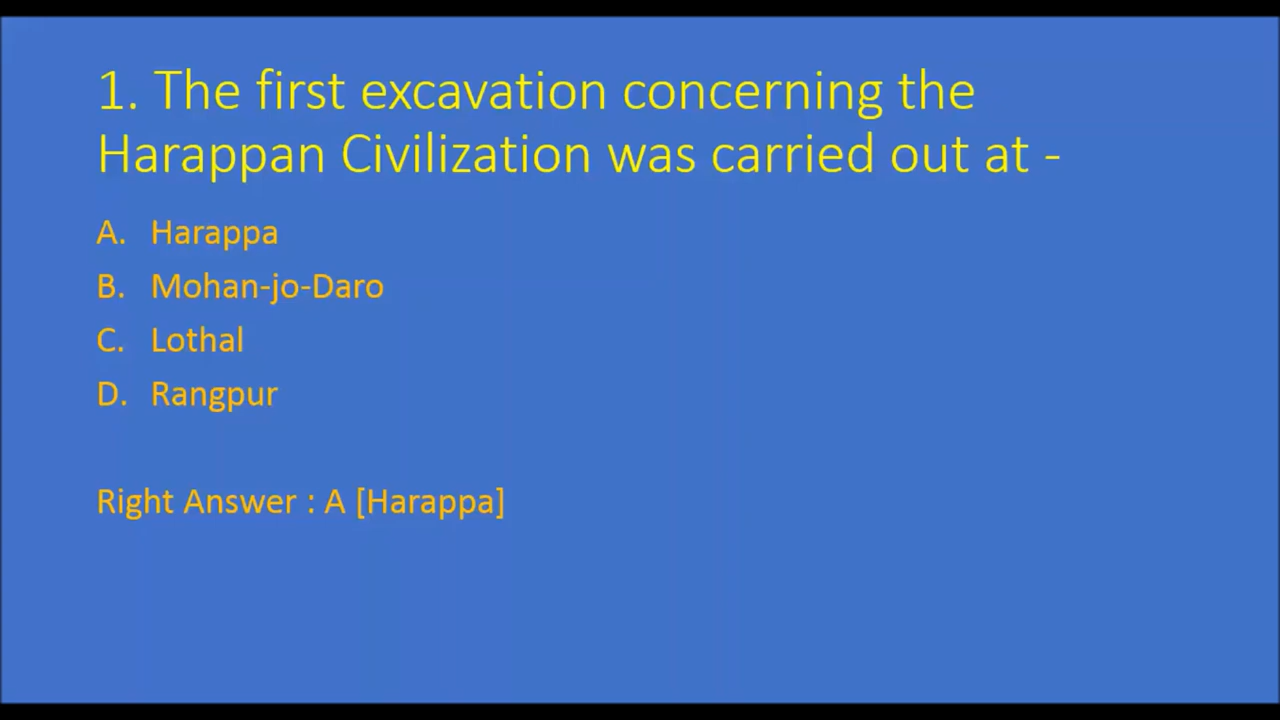 1. The first excavation concerning the
Harappan Civilization was carried out at -
A. Harappa
B. Mohan-jo-Daro
C. Lothal
D. Rangpur
Right Answer : A [Harappa]